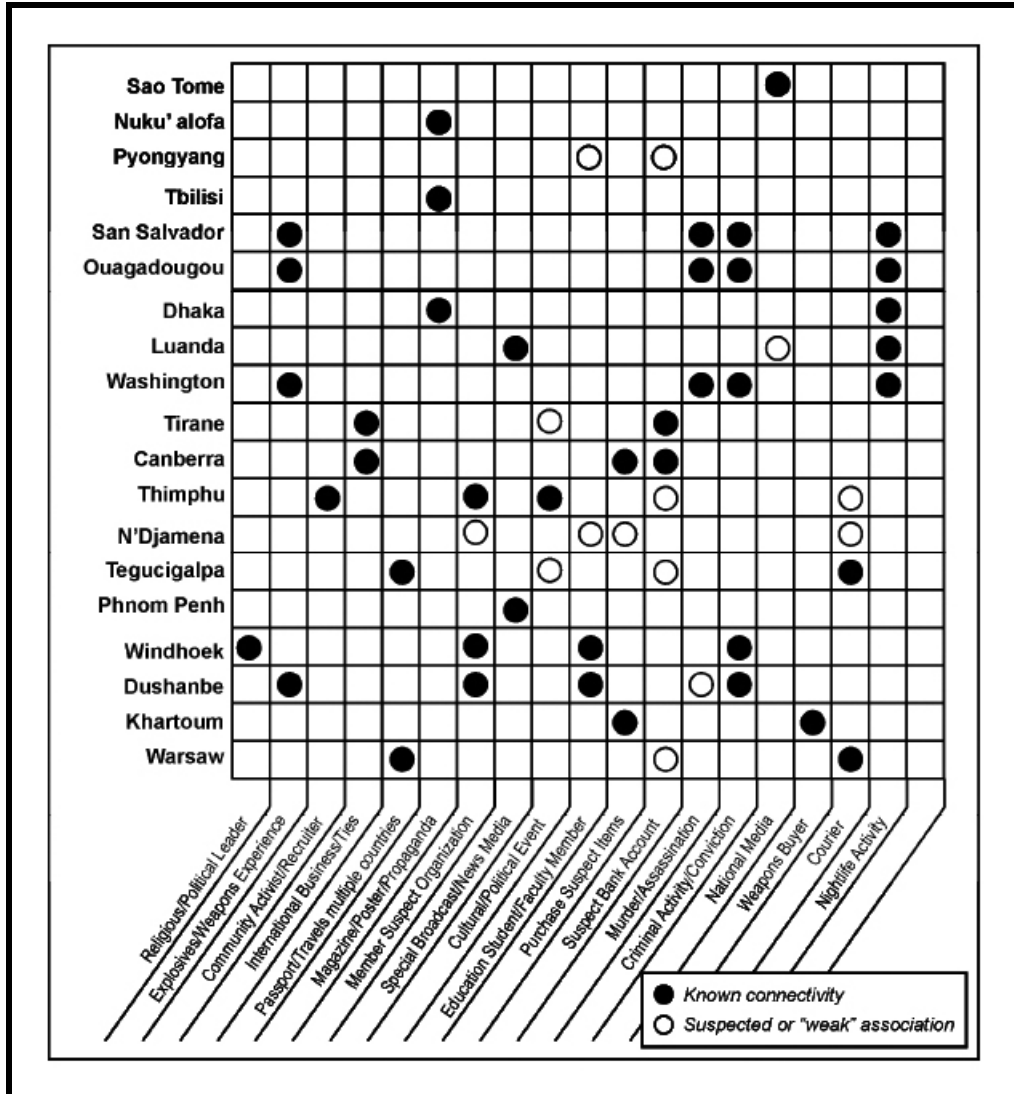 Sao Tome
Nuku' alofa
Pyongyang
Tbilisi
San Salvador
Ouagadougou
Dhaka
Luanda
Washington
Tirane
Canberra
Thimphu
N'Djamena
Tegucigalpa
Phnom Penh
Windhoek
Dushanbe
Khartoum
Warsaw
Religious/Political Leader
Explosives/Weapons Experience
Community Activist/Recruiter
International Business/Ties
Passport/Travels multiple countries
Magazine/Poster/Propaganda
Member Suspect Organization
Special Broadcast/News Media
Cultural/Political Event
Education Student/Faculty Member
Purchase Suspect Items
Suspect Bank Account
Murder/Assassination
Criminal Activity/Conviction
National Media
Weapons Buyer
Courier
Nightlife Activity
Known connectivity
Suspected or "weak" association